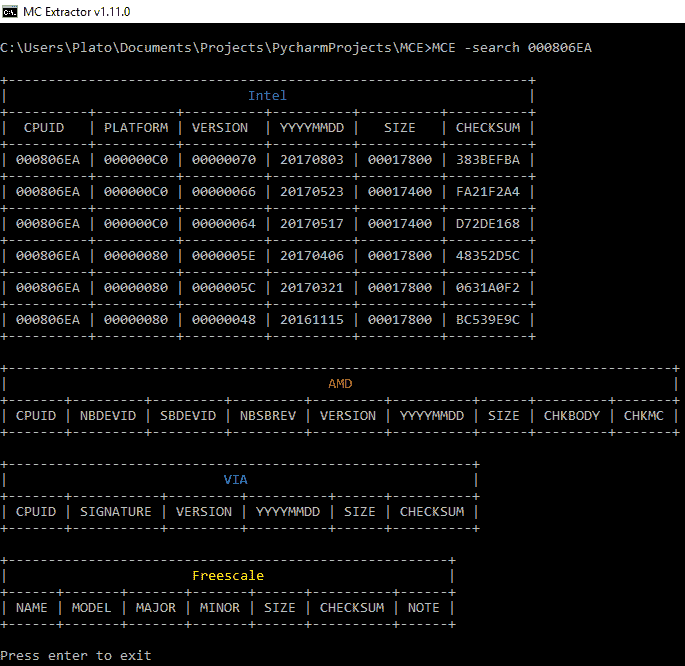 MC Extractor v1.11.0
C:\Users\Plato\Documents\Projects\PycharmProjects\MCE>MCE -search 000806EA
Intel
| CPUID | PLATFORM | VERSION | YYYYMMDD | SIZE | CHECKSUM |
| 000806EA | 000000C0 | 00000070 | 20170803 | 00017800 | 383BEFBA |
| 000806EA | 000000C0 | 00000066 | 20170523 | 00017400 | FA21F2A4 |
| 000806EA | 000000C0 | 00000064 | 20170517 | 00017400 | D72DE168 |
| 000806EA | 00000080 | 0000005E | 20170406 | 00017800 | 48352D5C |
| 000806EA | 00000080 | 0000005C | 20170321 | 00017800 | 0631A0F2 |
| 000806EA | 00000080 | 00000048 | 20161115 | 00017800 | BC539E9C |
AMD
| CPUID | NBDEVID | SBDEVID | NBSBREV | VERSION | YYYYMMDD | SIZE | CHKBODY | CHKMC |
VIA
| CPUID | SIGNATURE | VERSION | YYYYMMDD | SIZE | CHECKSUM |
Freescale
| NAME | MODEL | MAJOR | MINOR | SIZE | CHECKSUM | NOTE |
Press enter to exit